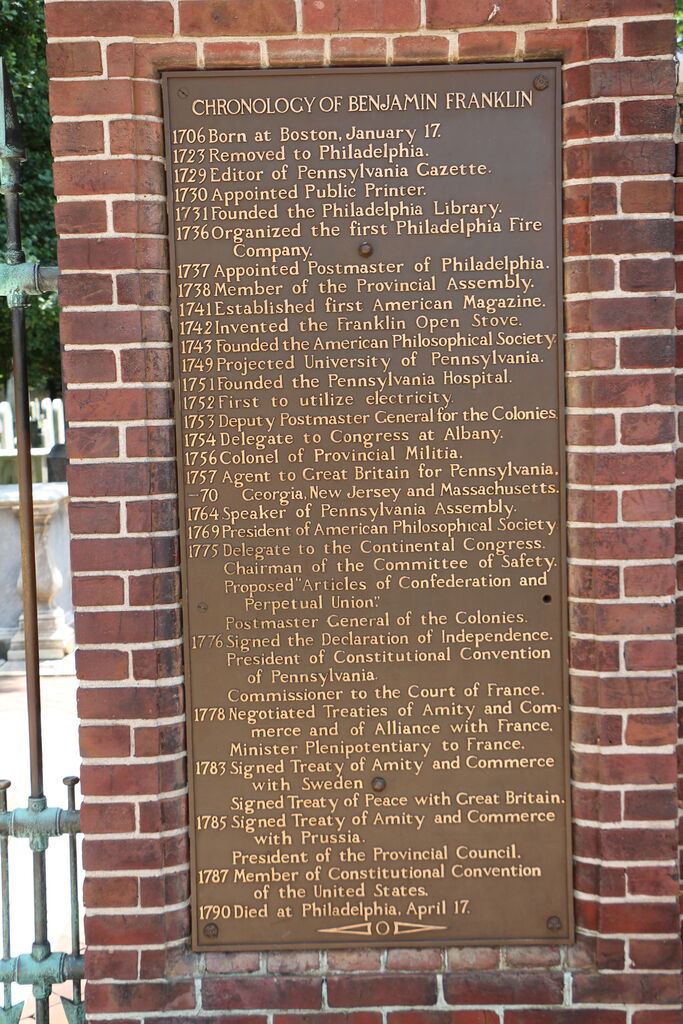 CHRONOLOGY OF BENJAMIN FRANKLIN
1706 Born at Boston, January 17.
1723 Removed to Philadelphia.
1729 Editor of Pennsylvania Gazette.
1730 Appointed Public Printer.
1731 Founded the Philadelphia Library.
1736 Organized the first Philadelphia Fire
Company.
1737 Appointed Postmaster of Philadelphia.
1738 Member of the Provincial Assembly.
1741 Established first American Magazine.
1742 Invented the Franklin Open Stove.
1743 Founded the American Philosophical Society
1749 Projected University of Pennsylvania.
1751 Founded the Pennsylvania Hospital.
1752 First to utilize electricity.
1753 Deputy Postmaster General for the Colonies.
1754 Delegate to Congress at Albany.
1756 Colonel of Provincial Militia.
1757 Agent to Great Britain for Pennsylvania,
-70 Georgia, New Jersey and Massachusetts.
1764 Speaker of Pennsylvania Assembly.
1769 President of American Philosophical Society
1775 Delegate to the Continental Congress.
Chairman of the Committee of Safety.
Proposed "Articles of Confederation and
Perpetual Union."
Postmaster General of the Colonies.
1776 Signed the Declaration of Independence.
President of Constitutional Convention
of Pennsylvania.
Commissioner to the Court of France.
1778 Negotiated Treaties of Amity and Com-
merce and of Alliance with France.
Minister Plenipotentiary to France.
1783 Signed Treaty of Amity and Commerce
with Sweden
Signed Treaty of Peace with Great Britain.
1785 Signed Treaty of Amity and Commerce
with Prussia.
President of the Provincial Council.
1787 Member of Constitutional Convention
of the United States.
1790 Died at Philadelphia, April 17.